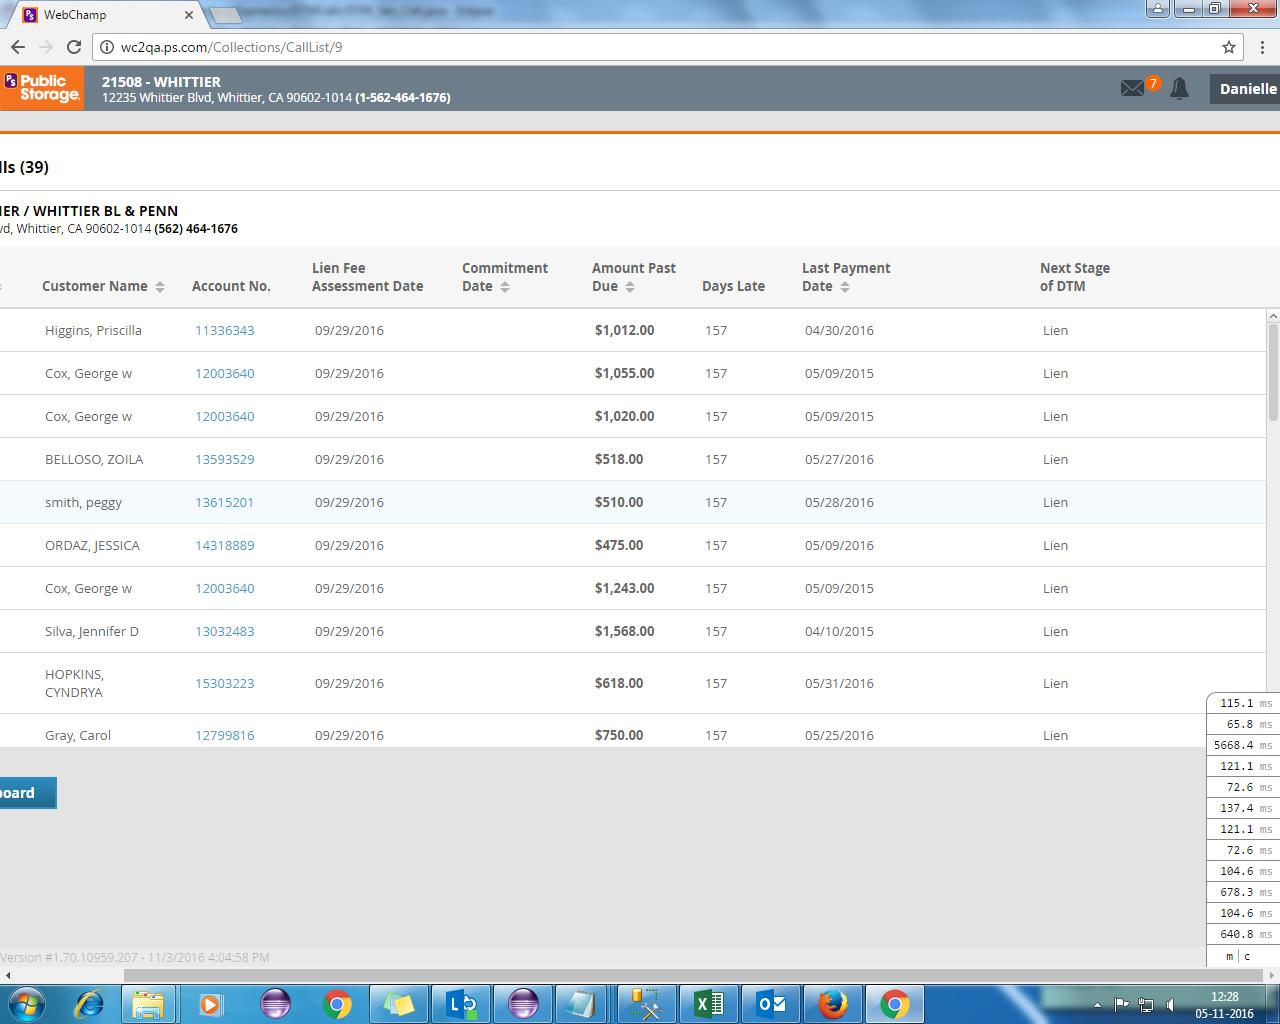 WebChamp
wc2qa.ps.com/Collections/CallList/9
PS Public Storage.
21508 - WHITTIER
12235 Whittier Blvd, Whittier, CA 90602-1014 (1-562-464-1676)
7
Danielle
lls (39)
IER / WHITTIER BL & PENN
vd, Whittier, CA 90602-1014 (562) 464-1676
Customer Name Account No. Lien Fee Assessment Date Commitment Date Amount Past Due Days Late Last Payment Date Next Stage of DTM
Higgins, Priscilla 11336343 09/29/2016 $1,012.00 157 04/30/2016 Lien
Cox, George w 12003640 09/29/2016 $1,055.00 157 05/09/2015 Lien
Cox, George w 12003640 09/29/2016 $1,020.00 157 05/09/2015 Lien
BELLOSO, ZOILA 13593529 09/29/2016 $518.00 157 05/27/2016 Lien
smith, peggy 13615201 09/29/2016 $510.00 157 05/28/2016 Lien
ORDAZ, JESSICA 14318889 09/29/2016 $475.00 157 05/09/2016 Lien
Cox, George w 12003640 09/29/2016 $1,243.00 157 05/09/2015 Lien
Silva, Jennifer D 13032483 09/29/2016 $1,568.00 157 04/10/2015 Lien
HOPKINS, CYNDRYA 15303223 09/29/2016 $618.00 157 05/31/2016 Lien
Gray, Carol 12799816 09/29/2016 $750.00 157 05/25/2016 Lien
board
115.1 ms
65.8 ms
5668.4 ms
121.1 ms
72.6 ms
137.4 ms
121.1 ms
72.6 ms
104.6 ms
678.3 ms
104.6 ms
640.8 ms
m | c
Version #1.70.10959.207 - 11/3/2016 4:04:58 PM
12:28
05-11-2016